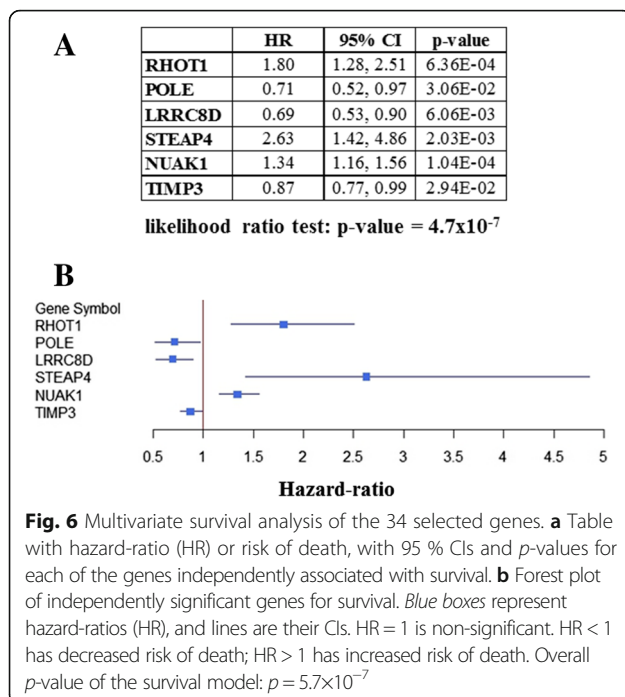 A
HR 95% CI p-value
RHOT1 1.80 1.28, 2.51 6.36E-04
POLE 0.71 0.52, 0.97 3.06E-02
LRRC8D 0.69 0.53, 0.90 6.06E-03
STEAP4 2.63 1.42, 4.86 2.03E-03
NUAK1 1.34 1.16, 1.56 1.04E-04
TIMP3 0.87 0.77, 0.99 2.94E-02
likelihood ratio test: p-value = 4.7x10⁻⁷
B
Gene Symbol
RHOT1
POLE
LRRC8D
STEAP4
NUAK1
TIMP3
0.5 1 1.5 2 2.5 3 3.5 4 4.5 5
Hazard-ratio
Fig. 6 Multivariate survival analysis of the 34 selected genes. a Table
with hazard-ratio (HR) or risk of death, with 95 % CIs and p-values for
each of the genes independently associated with survival. b Forest plot
of independently significant genes for survival. Blue boxes represent
hazard-ratios (HR), and lines are their CIs. HR = 1 is non-significant. HR < 1
has decreased risk of death; HR > 1 has increased risk of death. Overall
p-value of the survival model: p = 5.7×10⁻⁷